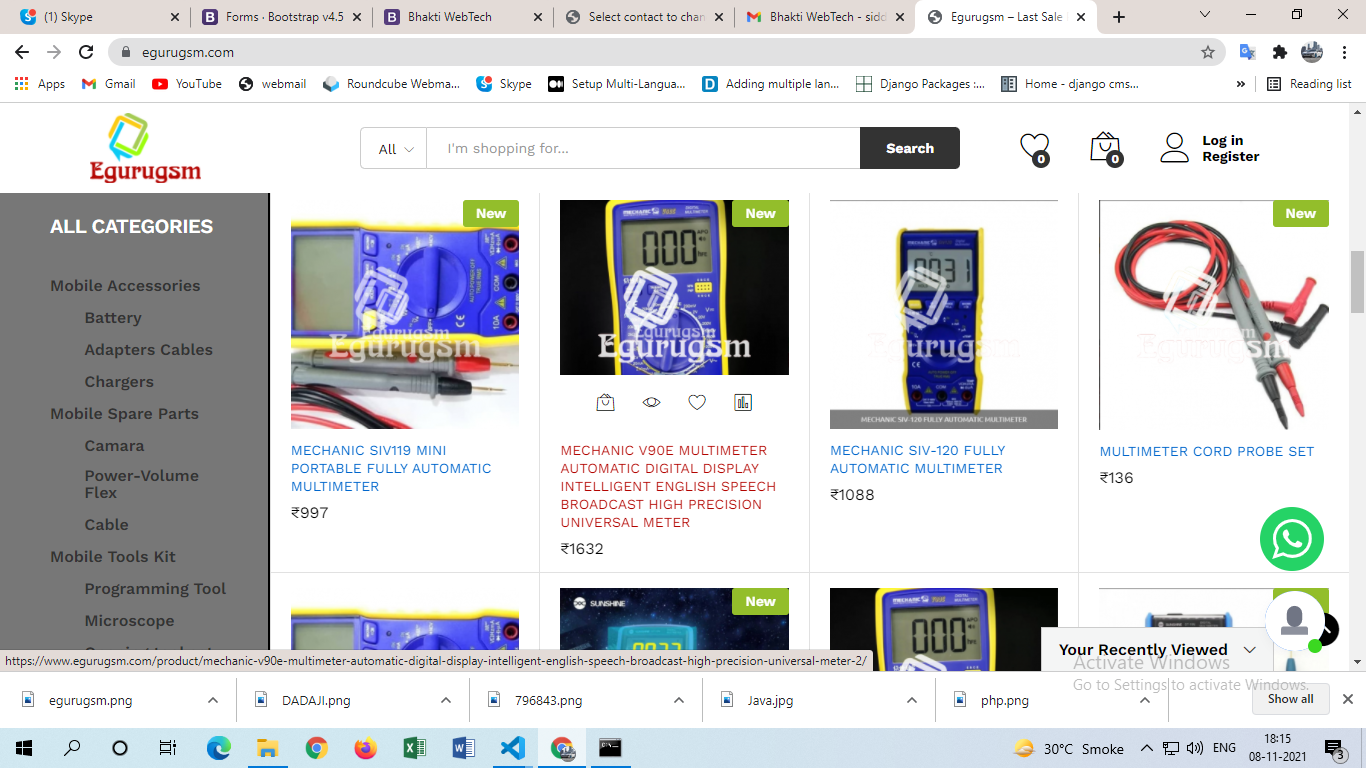 (1) Skype
Forms · Bootstrap v4.5
Bhakti WebTech
Select contact to chan
Bhakti WebTech - sidd
Egurugsm – Last Sale
egurugsm.com
Apps
Gmail
YouTube
webmail
Roundcube Webma...
Skype
Setup Multi-Langua...
Adding multiple lan...
Django Packages :...
Home - django cms...
»
Reading list
Egurugsm
All
I'm shopping for...
Search
0
0
Log in
Register
ALL CATEGORIES
Mobile Accessories
Battery
Adapters Cables
Chargers
Mobile Spare Parts
Camara
Power-Volume
Flex
Cable
Mobile Tools Kit
Programming Tool
Microscope
New
Egurugsm
MECHANIC SIV119 MINI
PORTABLE FULLY AUTOMATIC
MULTIMETER
₹997
New
MECHANIC
000
Egurugsm
MECHANIC V90E MULTIMETER
AUTOMATIC DIGITAL DISPLAY
INTELLIGENT ENGLISH SPEECH
BROADCAST HIGH PRECISION
UNIVERSAL METER
₹1632
0031
Egurugsm
MECHANIC SIV-120 FULLY AUTOMATIC MULTIMETER
MECHANIC SIV-120 FULLY
AUTOMATIC MULTIMETER
₹1088
New
Egurugsm
MULTIMETER CORD PROBE SET
₹136
SUNSHINE
New
MECHANIC
000
Your Recently Viewed
Activate Windows
Go to Settings to activate Windows.
https://www.egurugsm.com/product/mechanic-v90e-multimeter-automatic-digital-display-intelligent-english-speech-broadcast-high-precision-universal-meter-2/
egurugsm.png
DADAJI.png
796843.png
Java.jpg
php.png
Show all
30°C Smoke
ENG
18:15
08-11-2021
3